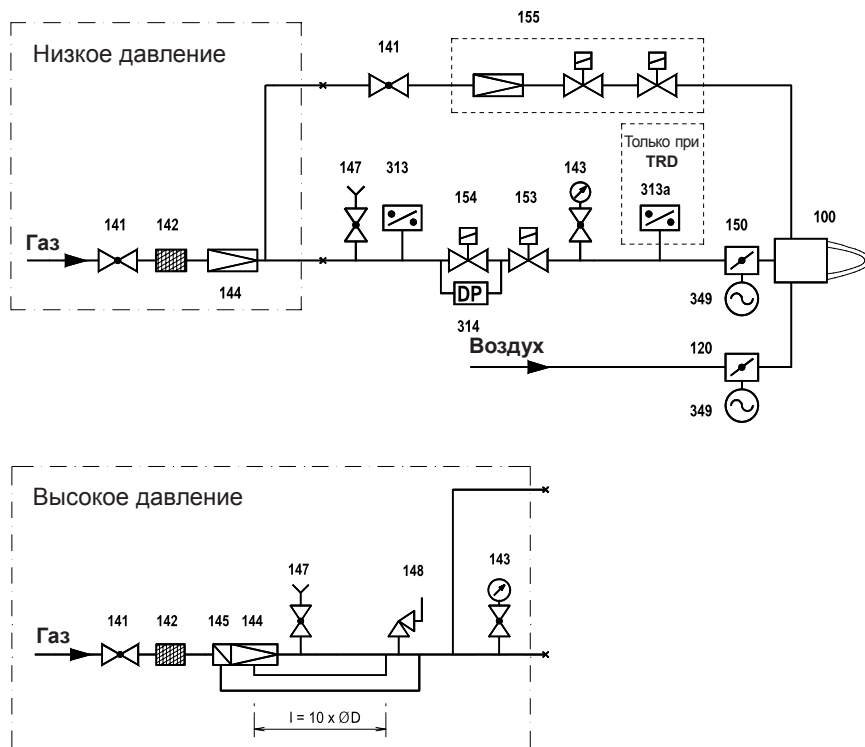 155
Низкое давление
141
Только при
TRD
147
313
154
153
143
313a
141
142
150
100
Газ
144
DP
314
349
Воздух
120
349
Высокое давление
147
148
143
141
142
145
144
Газ
l = 10 x ØD